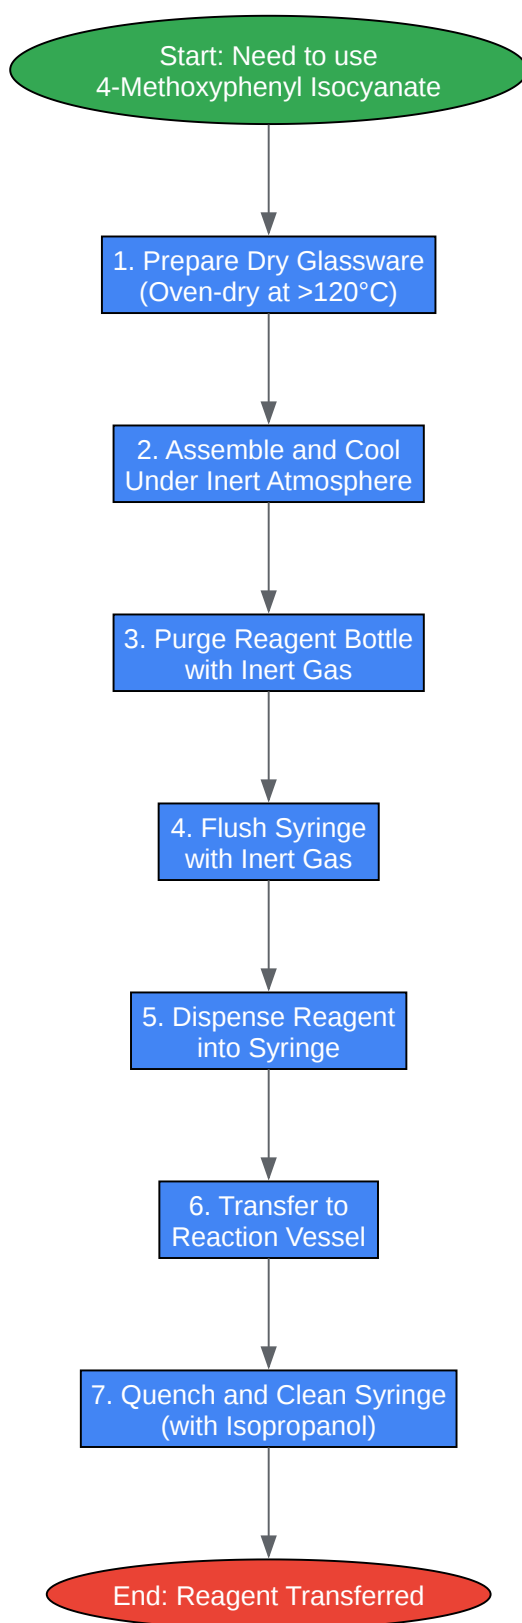 Start: Need to use
4-Methoxyphenyl Isocyanate
1. Prepare Dry Glassware
(Oven-dry at >120°C)
2. Assemble and Cool
Under Inert Atmosphere
3. Purge Reagent Bottle
with Inert Gas
4. Flush Syringe
with Inert Gas
5. Dispense Reagent
into Syringe
6. Transfer to
Reaction Vessel
7. Quench and Clean Syringe
(with Isopropanol)
End: Reagent Transferred